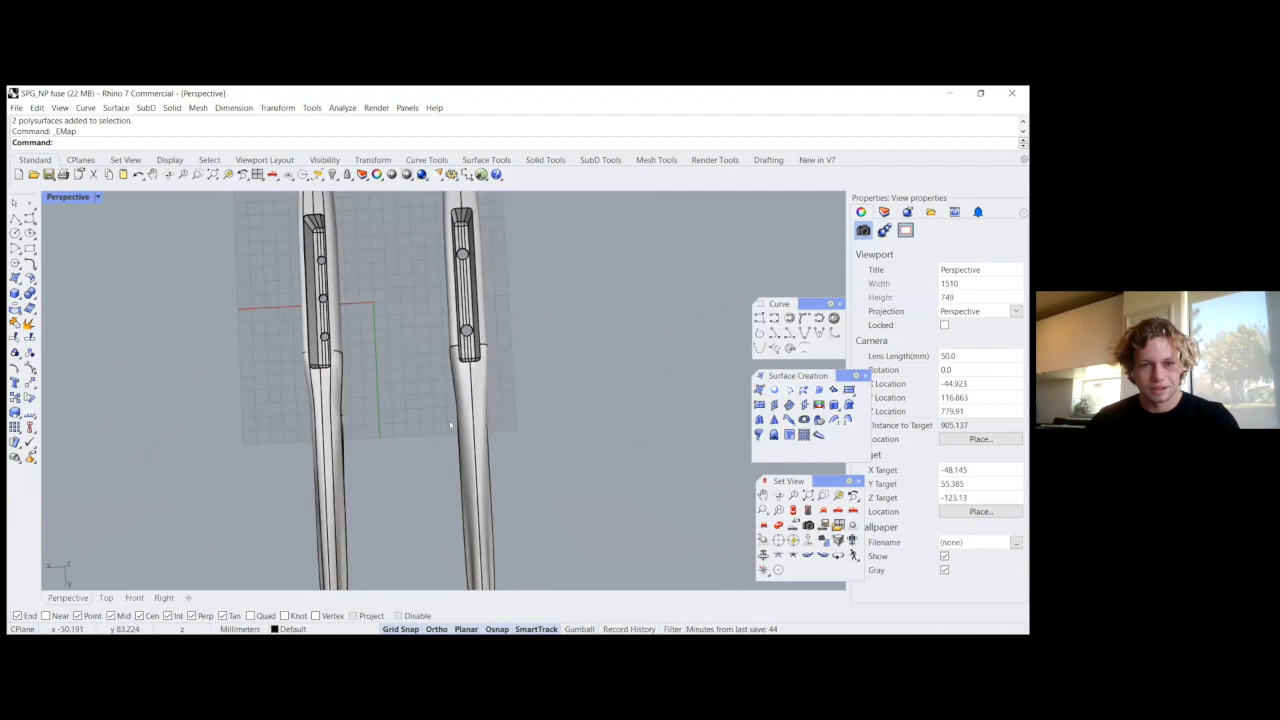 SPG_NP fuse (22 MB) - Rhino 7 Commercial - [Perspective]
File Edit View Curve Surface SubD Solid Mesh Dimension Transform Tools Analyze Render Panels Help
2 polysurfaces added to selection.
Command: _EMap
Command:
Standard CPlanes Set View Display Select Viewport Layout Visibility Transform Curve Tools Surface Tools Solid Tools SubD Tools Mesh Tools Render Tools Drafting New in V7
Perspective
Properties: View properties
Viewport
Title Perspective
Width 1510
Height 749
Projection Perspective
Locked
Camera
Lens Length(mm) 50.0
Rotation 0.0
X Location -44.923
Y Location 116.863
Z Location 779.91
Distance to Target 905.137
Location Place...
get
X Target -48.145
Y Target 55.385
Z Target -123.13
Location Place...
allpaper
Filename (none) ...
Show
Gray
Curve
Surface Creation
Set View
x z
y
Perspective Top Front Right
End Near Point Mid Cen Int Perp Tan Quad Knot Vertex Project Disable
CPlane x -50.191 y 83.224 z Millimeters Default Grid Snap Ortho Planar Osnap SmartTrack Gumball Record History Filter Minutes from last save: 44